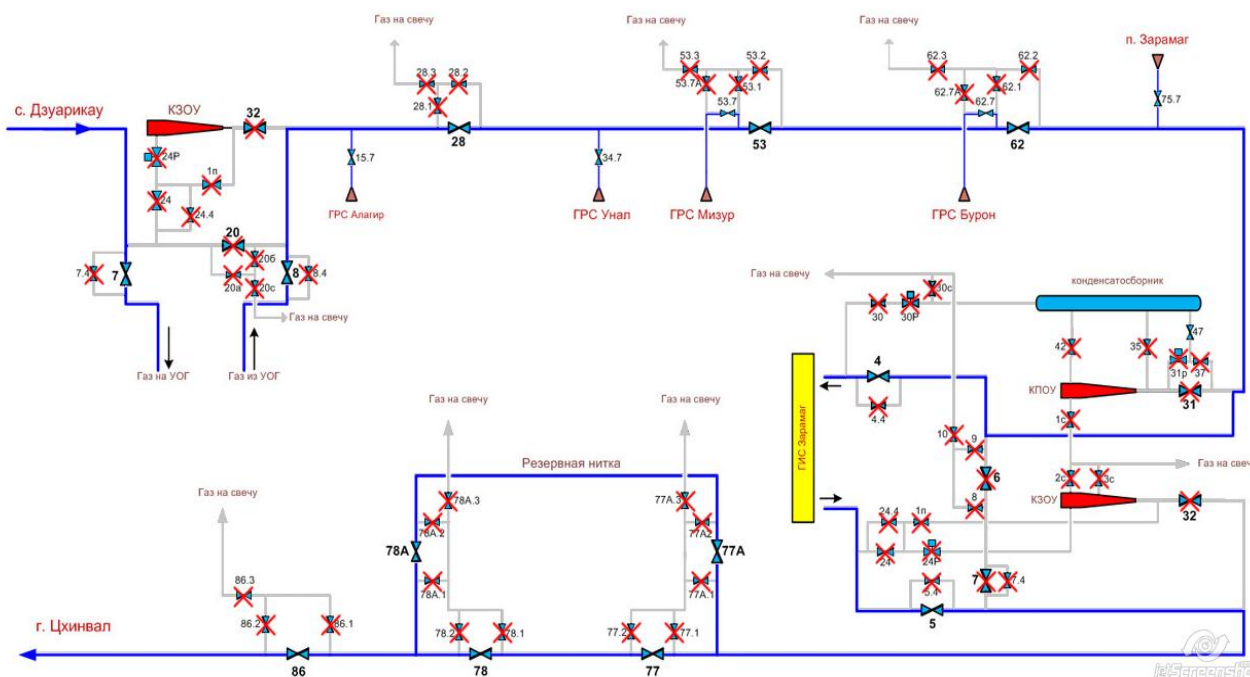 Газ на свечу
Газ на свечу
Газ на свечу
п. Зарамаг
с. Дзуарикау
КЗОУ
32
28.3
28.2
28.1
28
53.3
53.2
53.7А
53.1
53.7
53
62.3
62.2
62.7А
62.1
62.7
62
75.7
24Р
1п
24
24.4
15.7
34.7
ГРС Алагир
ГРС Унал
ГРС Мизур
ГРС Бурон
20
7.4
7
20б
20а
20с
8
8.4
Газ на свечу
Газ на УОГ
Газ из УОГ
Газ на свечу
30с
30
30Р
конденсатосборник
42
35
47
31р
37
4
4.4
ГИС Зарамаг
КПОУ
31
1с
10
9
6
8
2с
3с
Газ на свечу
КЗОУ
32
24.4
1п
24
24Р
7
7.4
5.4
5
Газ на свечу
Газ на свечу
Резервная нитка
Газ на свечу
78А.3
77А.3
78А.2
77А2
78А
77А
78А.1
77А.1
86.3
86.2
86.1
78.2
78.1
77.2
77.1
г. Цхинвал
86
78
77